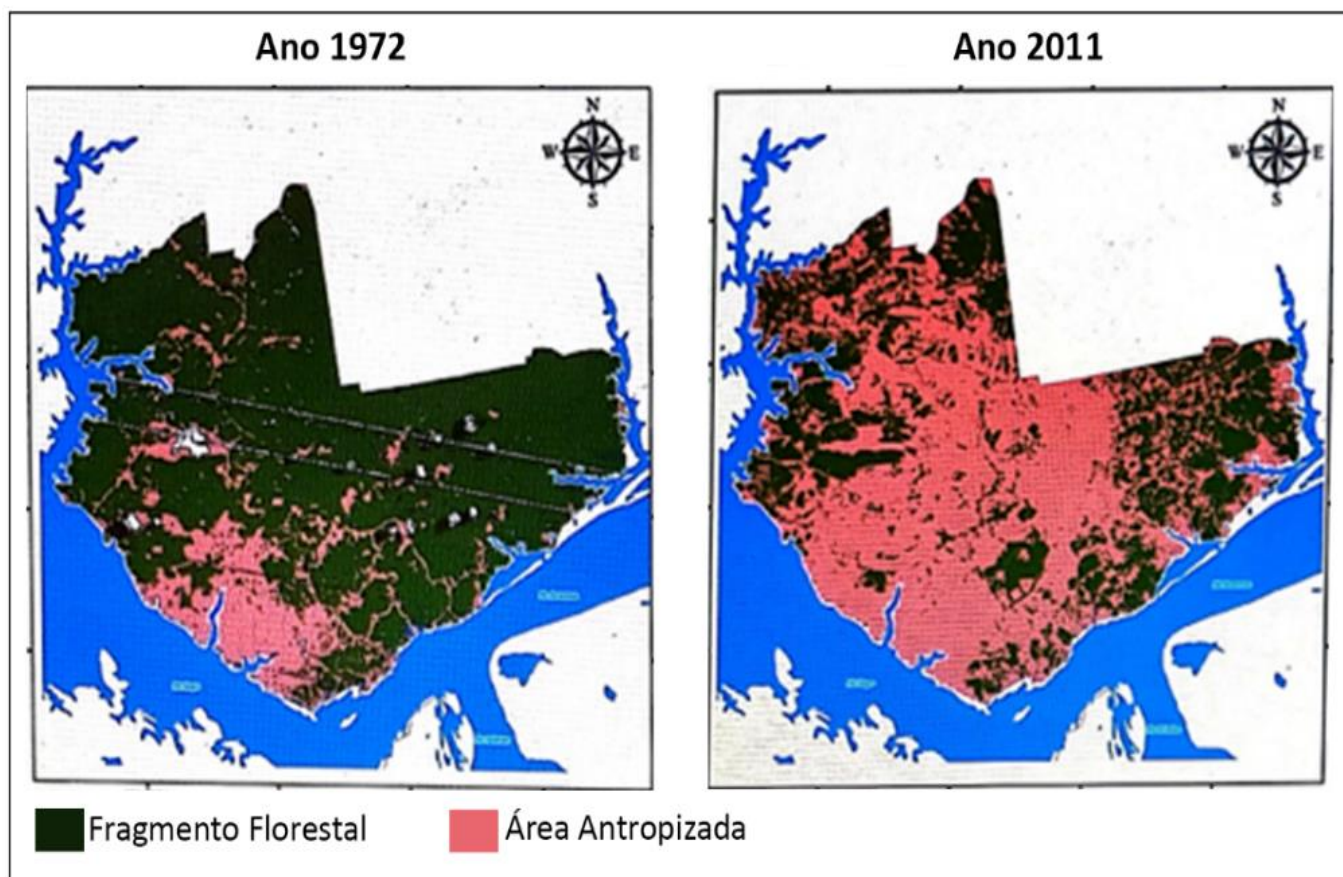 Ano 1972
Ano 2011
N
W
E
S
N
W
E
S
Fragmento Florestal
Área Antropizada